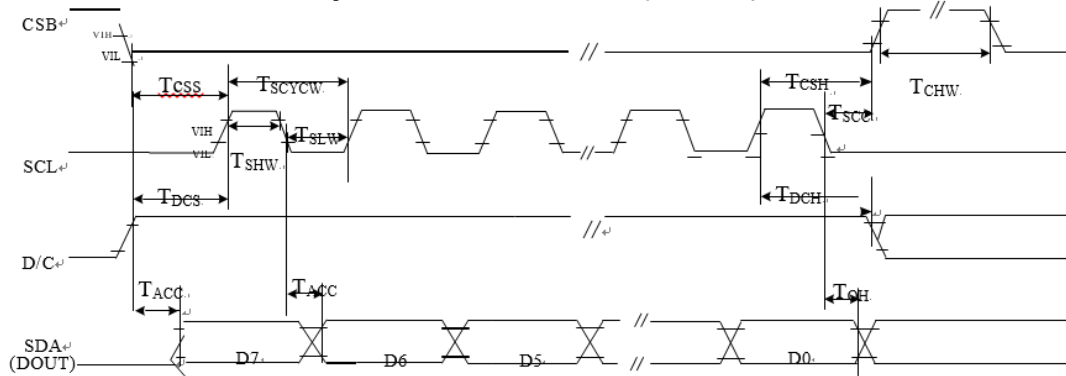 CSB
VIH
VIL
TCSS
TSCYCW
TCSH
TCHW
TSCC
VIH
TSLW
VIL
SCL
TSHW
TDCS
TDCH
//
D/C
TACC
TACC
TOH
SDA
(DOUT)
D7
D6
D5
D0